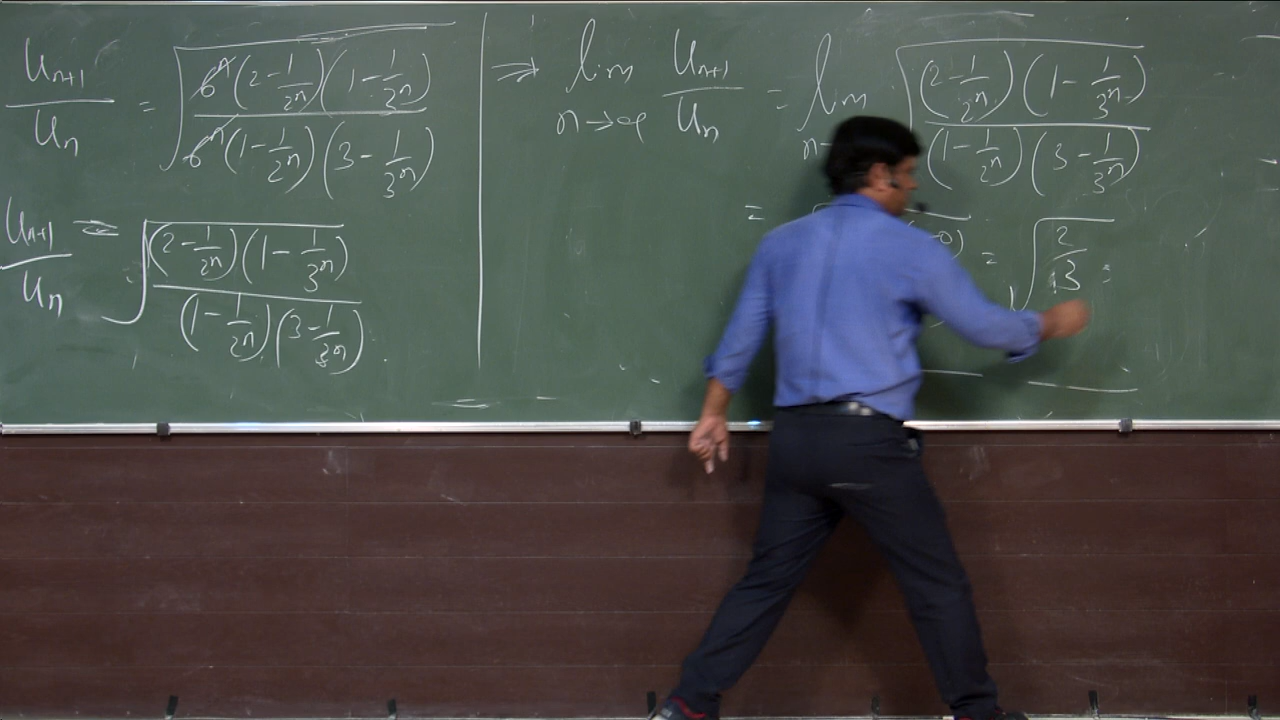 U_{n+1}/U_n = √(6^n(2-1/2^n)(1-1/3^n) / 6^n(1-1/2^n)(3-1/3^n))
U_{n+1}/U_n = √((2-1/2^n)(1-1/3^n) / (1-1/2^n)(3-1/3^n))
⇒ lim n→∞ U_{n+1}/U_n = lim n- √((2-1/2^n)(1-1/3^n) / (1-1/2^n)(3-1/3^n))
= -0) = √(2/13) =